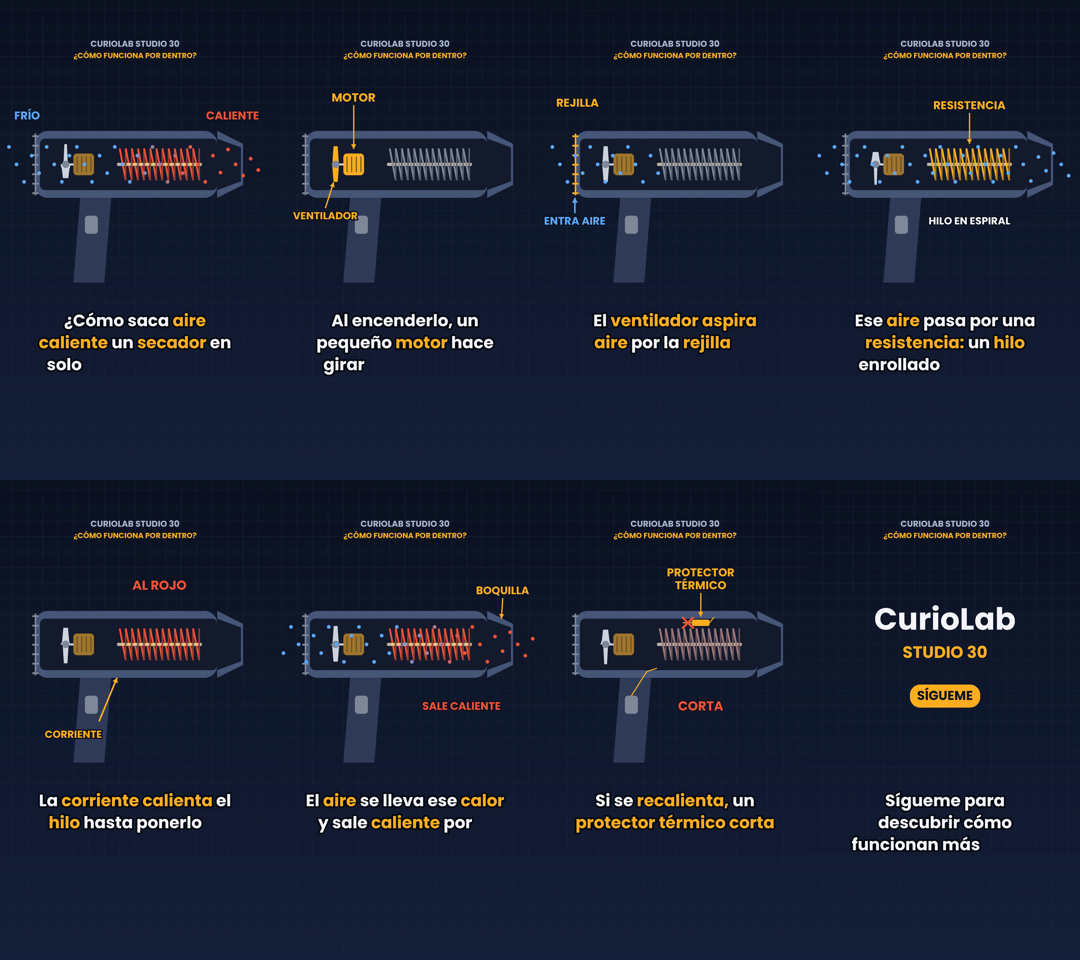 CURIOLAB STUDIO 30
¿CÓMO FUNCIONA POR DENTRO?
FRÍO
CALIENTE
¿Cómo saca aire
caliente un secador en
solo
CURIOLAB STUDIO 30
¿CÓMO FUNCIONA POR DENTRO?
MOTOR
VENTILADOR
Al encenderlo, un
pequeño motor hace
girar
CURIOLAB STUDIO 30
¿CÓMO FUNCIONA POR DENTRO?
REJILLA
ENTRA AIRE
El ventilador aspira
aire por la rejilla
CURIOLAB STUDIO 30
¿CÓMO FUNCIONA POR DENTRO?
RESISTENCIA
HILO EN ESPIRAL
Ese aire pasa por una
resistencia: un hilo
enrollado
CURIOLAB STUDIO 30
¿CÓMO FUNCIONA POR DENTRO?
AL ROJO
CORRIENTE
La corriente calienta el
hilo hasta ponerlo
CURIOLAB STUDIO 30
¿CÓMO FUNCIONA POR DENTRO?
BOQUILLA
SALE CALIENTE
El aire se lleva ese calor
y sale caliente por
CURIOLAB STUDIO 30
¿CÓMO FUNCIONA POR DENTRO?
PROTECTOR
TÉRMICO
CORTA
Si se recalienta, un
protector térmico corta
CURIOLAB STUDIO 30
¿CÓMO FUNCIONA POR DENTRO?
CurioLab
STUDIO 30
SÍGUEME
Sígueme para
descubrir cómo
funcionan más